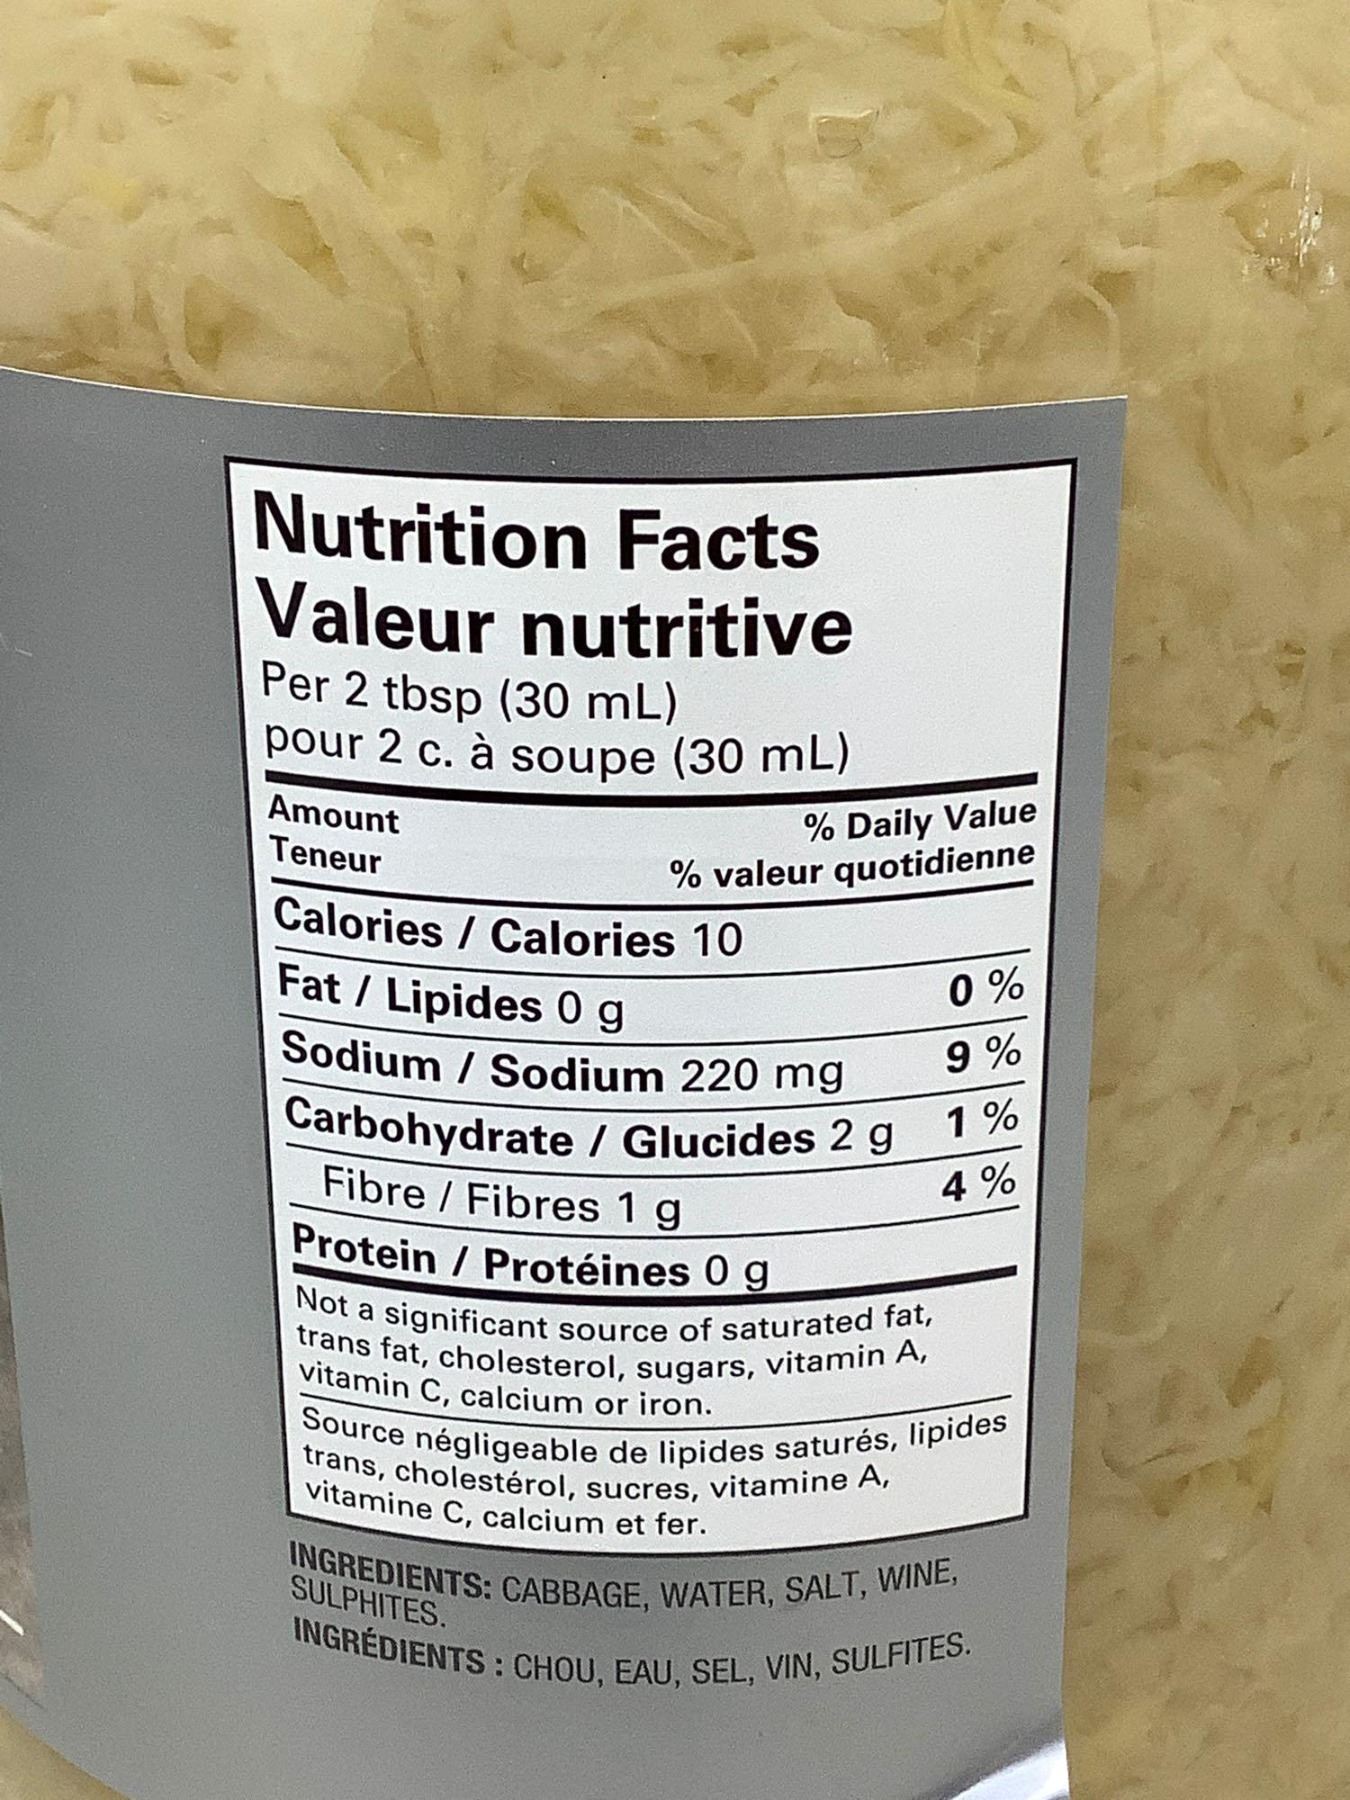 Nutrition Facts
Valeur nutritive
Per 2 tbsp (30 mL)
pour 2 c. à soupe (30 mL)
Amount % Daily Value
Teneur % valeur quotidienne
Calories / Calories 10
Fat / Lipides 0 g 0 %
Sodium / Sodium 220 mg 9 %
Carbohydrate / Glucides 2 g 1 %
Fibre / Fibres 1 g 4 %
Protein / Protéines 0 g
Not a significant source of saturated fat,
trans fat, cholesterol, sugars, vitamin A,
vitamin C, calcium or iron.
Source négligeable de lipides saturés, lipides
trans, cholestérol, sucres, vitamine A,
vitamine C, calcium et fer.
INGREDIENTS: CABBAGE, WATER, SALT, WINE,
SULPHITES.
INGRÉDIENTS : CHOU, EAU, SEL, VIN, SULFITES.